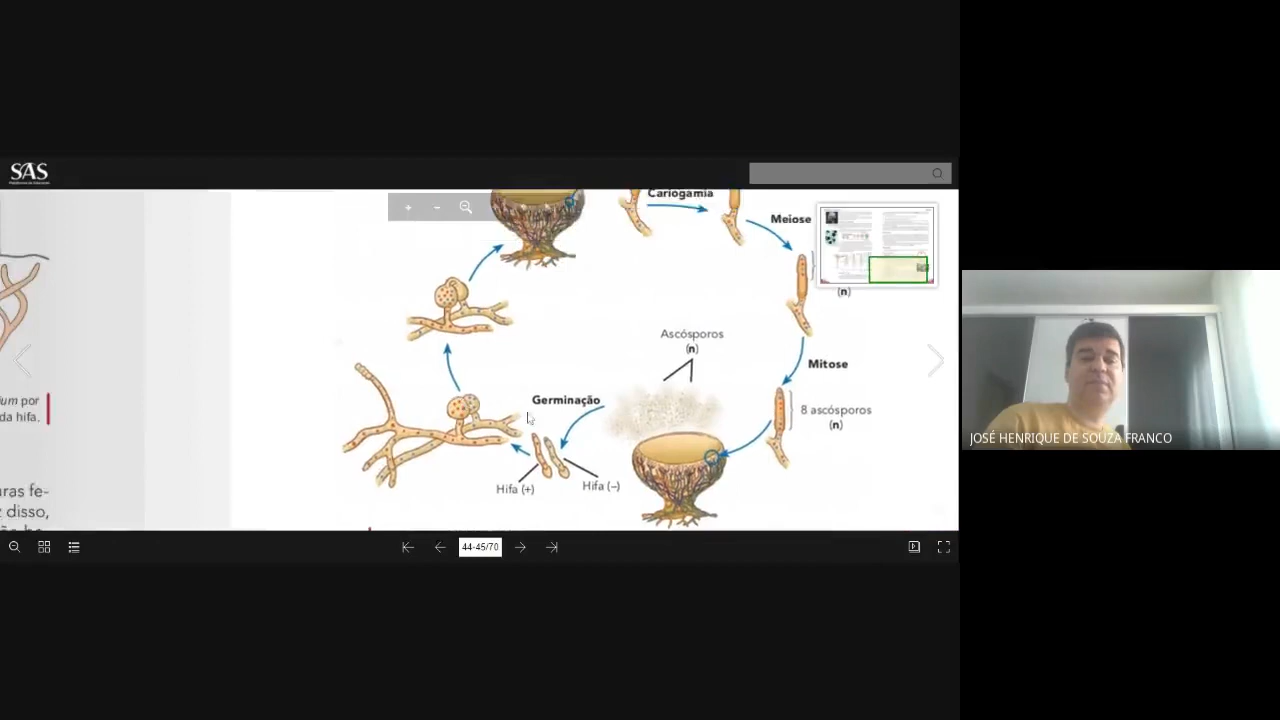 SAS
Cariogamia
Meiose
(n)
Mitose
Ascósporos
(n)
Germinação
8 ascósporos
(n)
Hifa (+)
Hifa (–)
um por
da hifa.
ras fe-
disso,
44-45/70
JOSÉ HENRIQUE DE SOUZA FRANCO